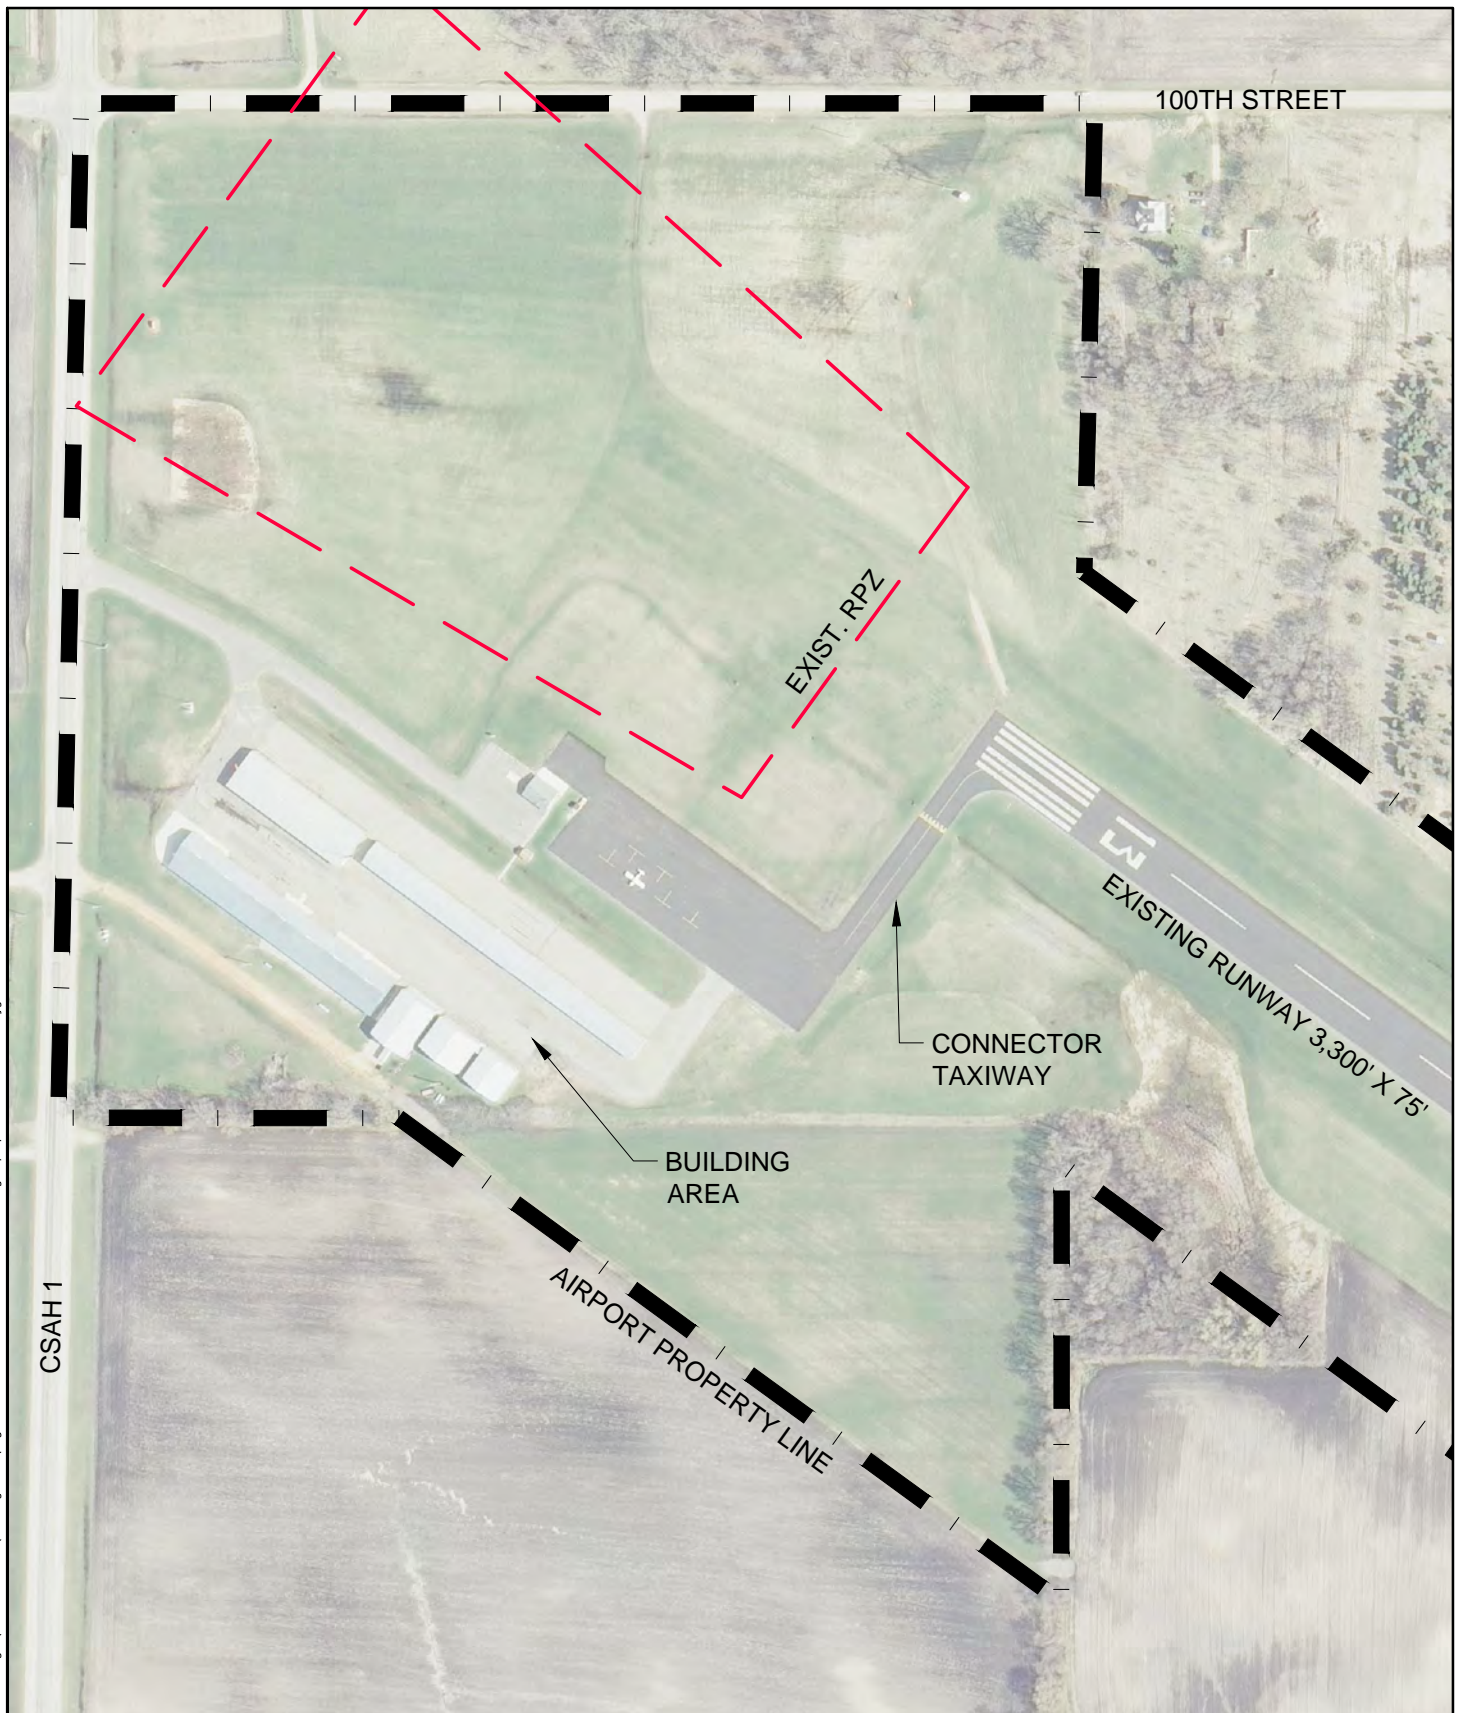 100TH STREET
EXIST. RPZ
EXISTING RUNWAY 3,300' X 75'
CONNECTOR
TAXIWAY
BUILDING
AREA
AIRPORT PROPERTY LINE
CSAH 1